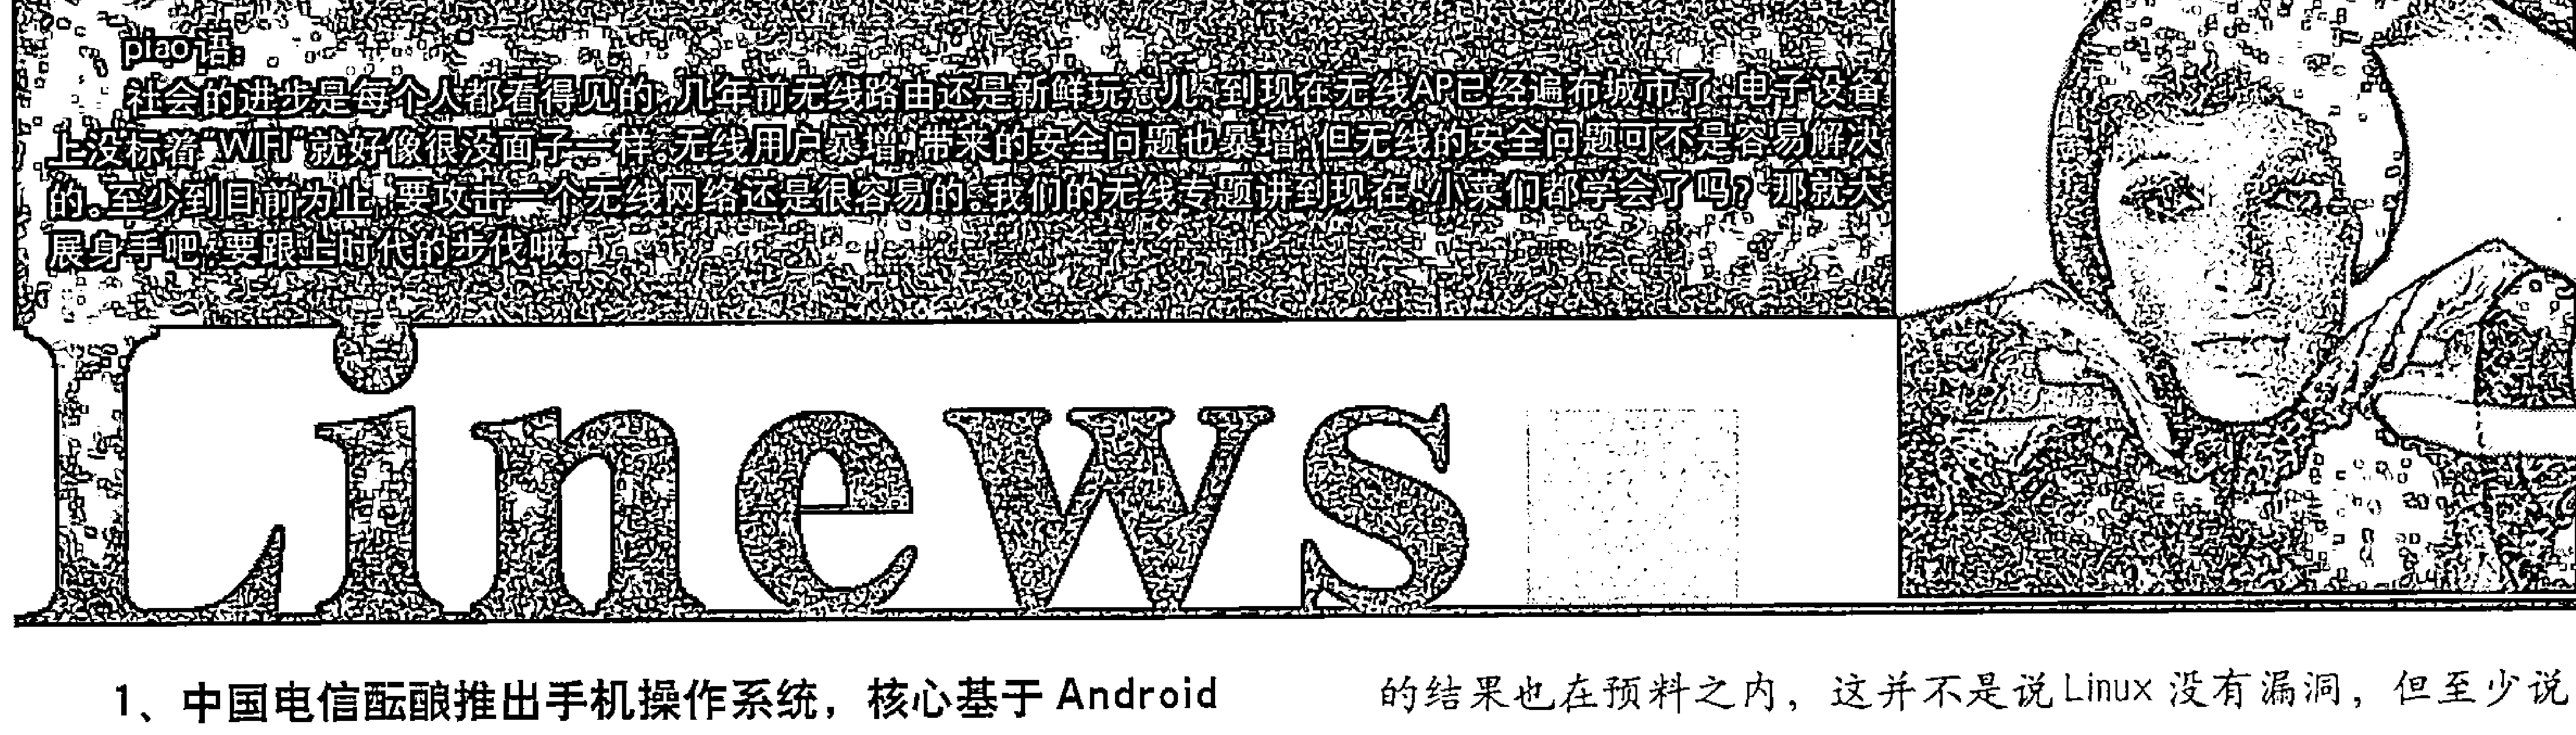 piao语:
社会的进步是每个人都看得见的,几年前无线路由还是新鲜玩意儿,到现在无线AP已经遍布城市了,电子设备
上没标着“WIFI”就好像很没面子一样。无线用户暴增,带来的安全问题也暴增,但无线的安全问题可不是容易解决
的。至少到目前为止,要攻击一个无线网络还是很容易的。我们的无线专题讲到现在,小菜们都学会了吗?那就大
展身手吧,要跟上时代的步伐哦。
Linews
1、中国电信酝酿推出手机操作系统，核心基于 Android
的结果也在预料之内，这并不是说Linux 没有漏洞，但至少说